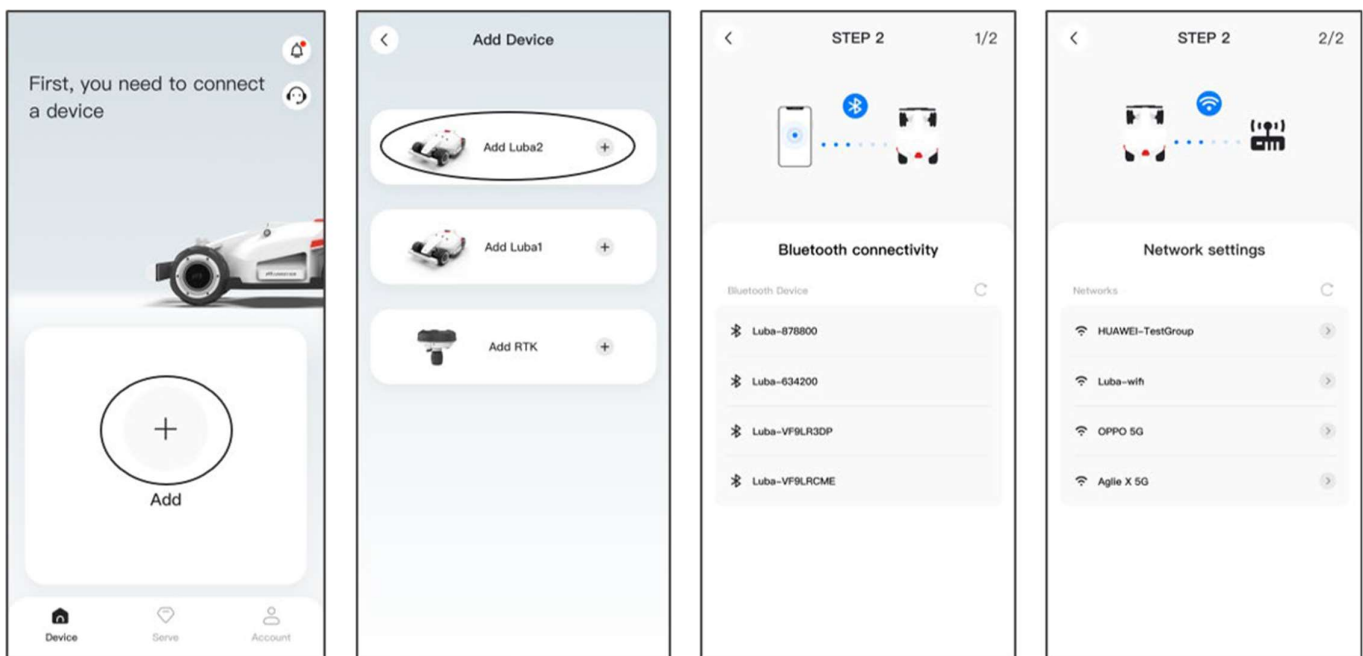 First, you need to connect
a device
MAMMOTION
Add
Device
Serve
Account
Add Device
Add Luba2
Add Luba1
Add RTK
STEP 2
1/2
Bluetooth connectivity
Bluetooth Device
Luba-878800
Luba-634200
Luba-VF9LR3DP
Luba-VF9LRCME
STEP 2
2/2
Network settings
Networks
HUAWEI-TestGroup
Luba-wifi
OPPO 5G
Aglie X 5G